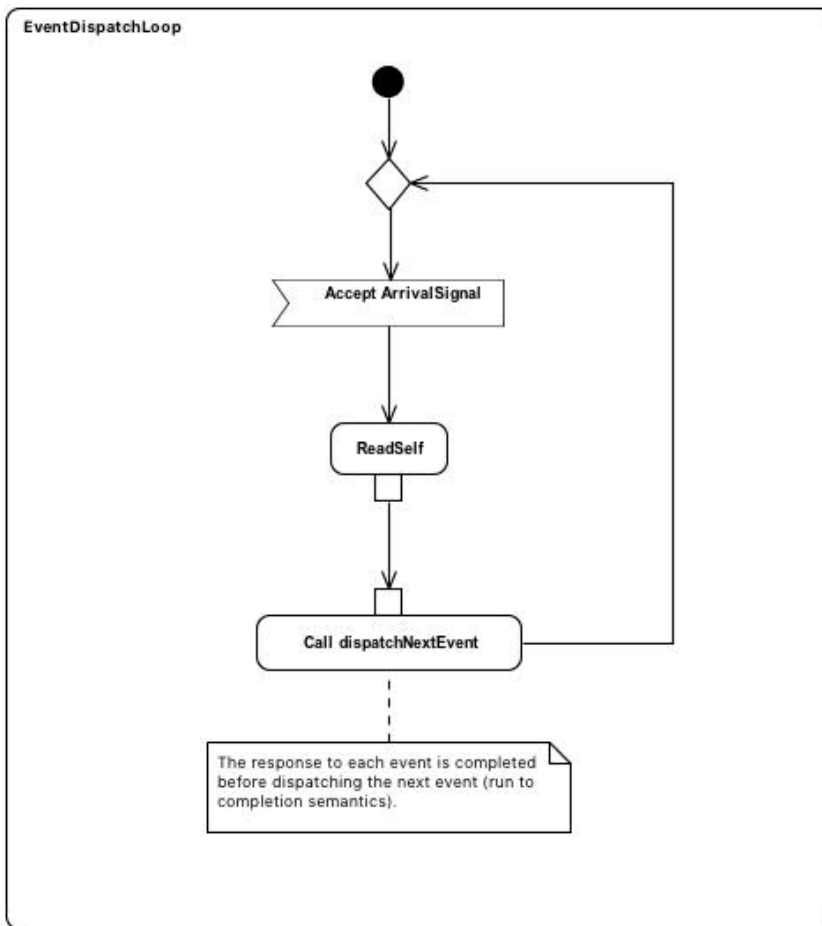 EventDispatchLoop
Accept ArrivalSignal
ReadSelf
Call dispatchNextEvent
The response to each event is completed
before dispatching the next event (run to
completion semantics).